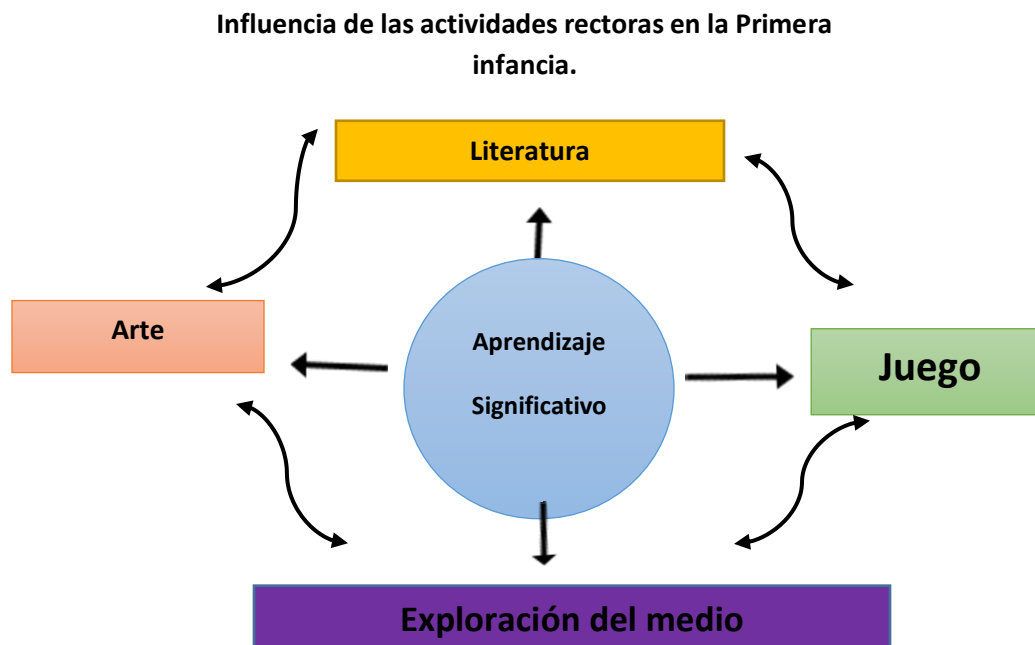 Influencia de las actividades rectoras en la Primera
infancia.
Literatura
Arte
Aprendizaje
Significativo
Juego
Exploración del medio